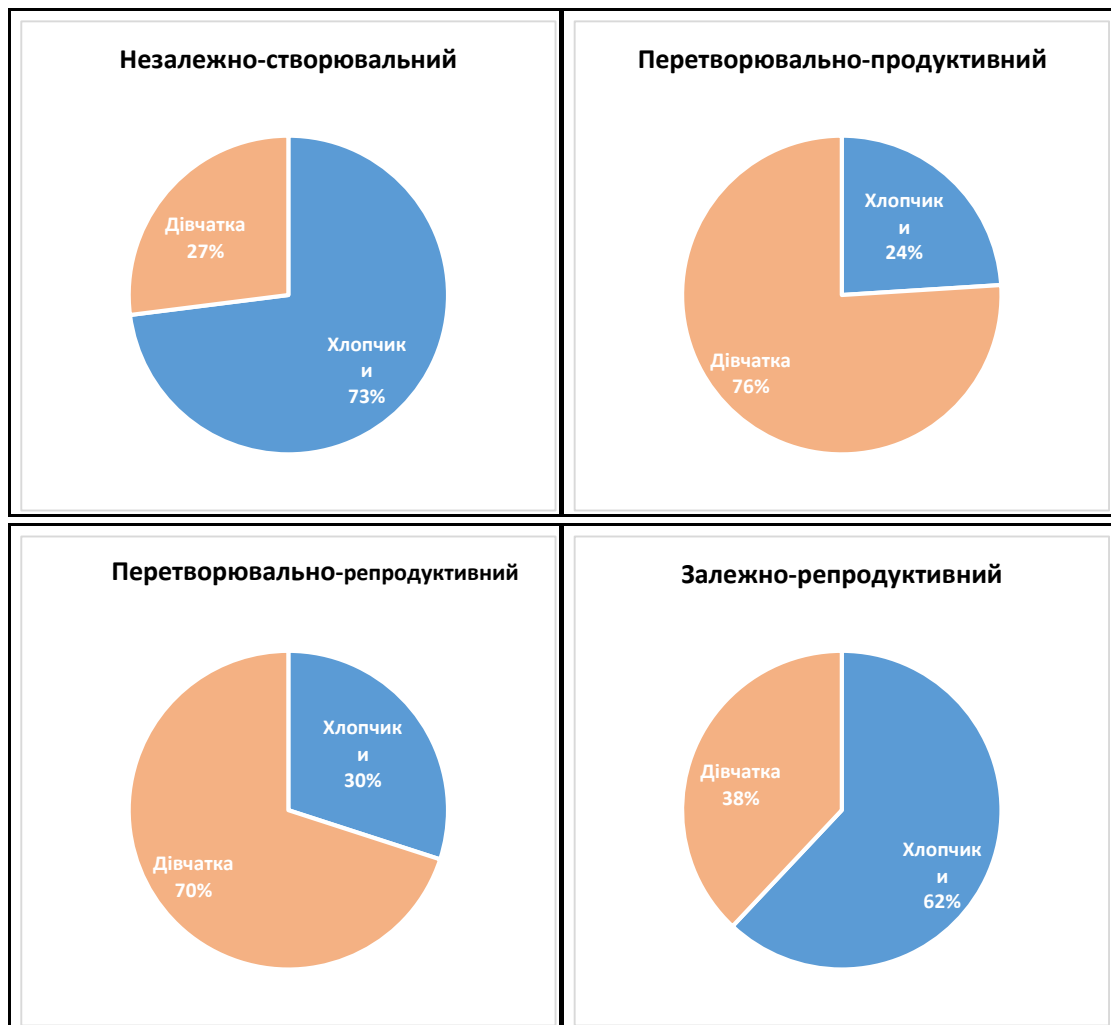 Незалежно-створювальний
Дівчатка
27%
Хлопчик
и
73%
Перетворювально-продуктивний
Хлопчик
и
24%
Дівчатка
76%
Перетворювально-репродуктивний
Хлопчик
и
30%
Дівчатка
70%
Залежно-репродуктивний
Дівчатка
38%
Хлопчик
и
62%